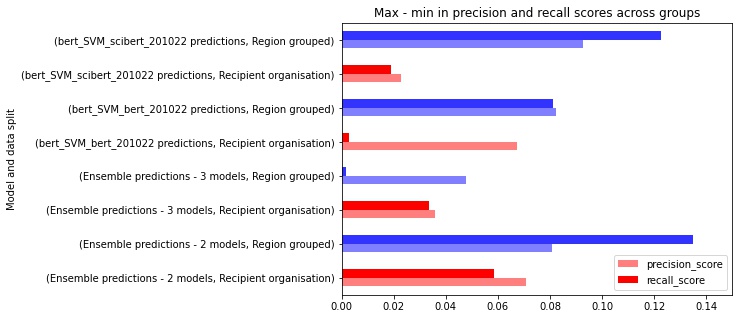 Max - min in precision and recall scores across groups
Model and data split
(bert_SVM_scibert_201022 predictions, Region grouped)
(bert_SVM_scibert_201022 predictions, Recipient organisation)
(bert_SVM_bert_201022 predictions, Region grouped)
(bert_SVM_bert_201022 predictions, Recipient organisation)
(Ensemble predictions - 3 models, Region grouped)
(Ensemble predictions - 3 models, Recipient organisation)
(Ensemble predictions - 2 models, Region grouped)
(Ensemble predictions - 2 models, Recipient organisation)
precision_score
recall_score
0.00 0.02 0.04 0.06 0.08 0.10 0.12 0.14